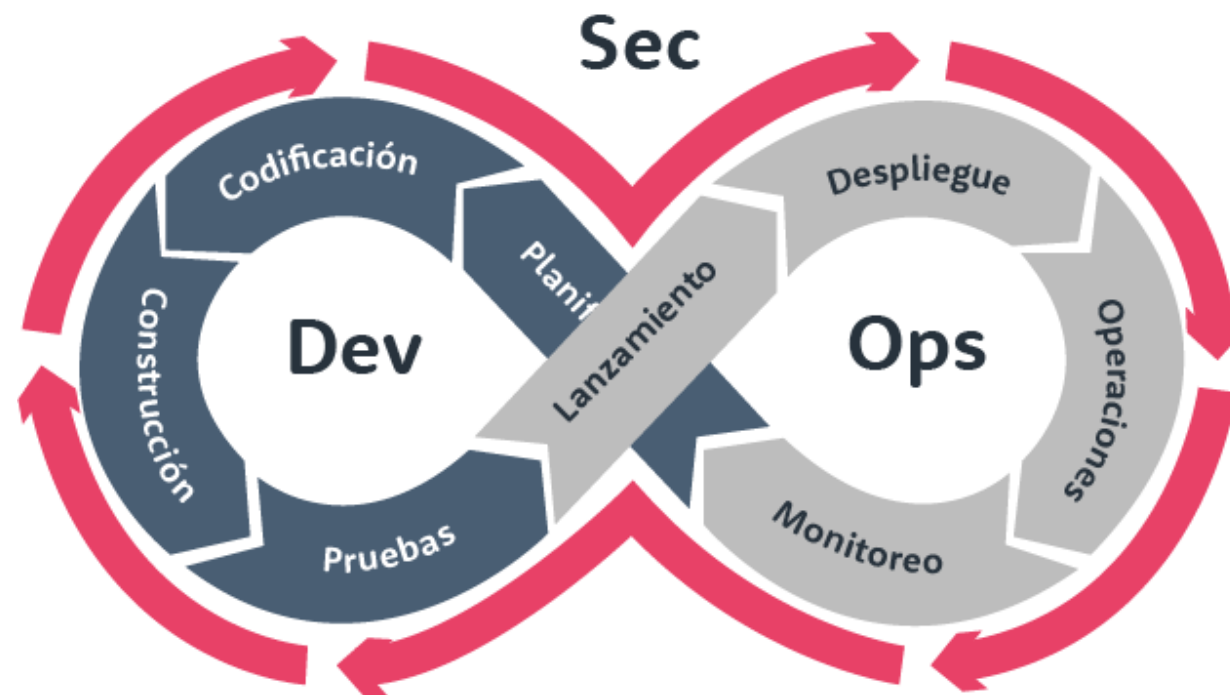 Sec
Codificación
Despliegue
Planif
Lanzamiento
Construcción
Dev
Ops
Operaciones
Pruebas
Monitoreo